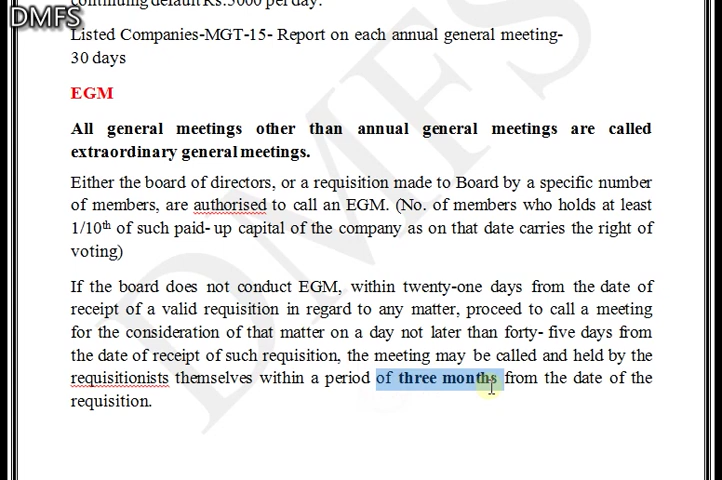 DMFS
continuing default Rs.5000 per day.
Listed Companies-MGT-15- Report on each annual general meeting-
30 days
EGM
All general meetings other than annual general meetings are called
extraordinary general meetings.
Either the board of directors, or a requisition made to Board by a specific number
of members, are authorised to call an EGM. (No. of members who holds at least
1/10th of such paid- up capital of the company as on that date carries the right of
voting)
If the board does not conduct EGM, within twenty-one days from the date of
receipt of a valid requisition in regard to any matter, proceed to call a meeting
for the consideration of that matter on a day not later than forty- five days from
the date of receipt of such requisition, the meeting may be called and held by the
requisitionists themselves within a period of three months from the date of the
requisition.
DMFS